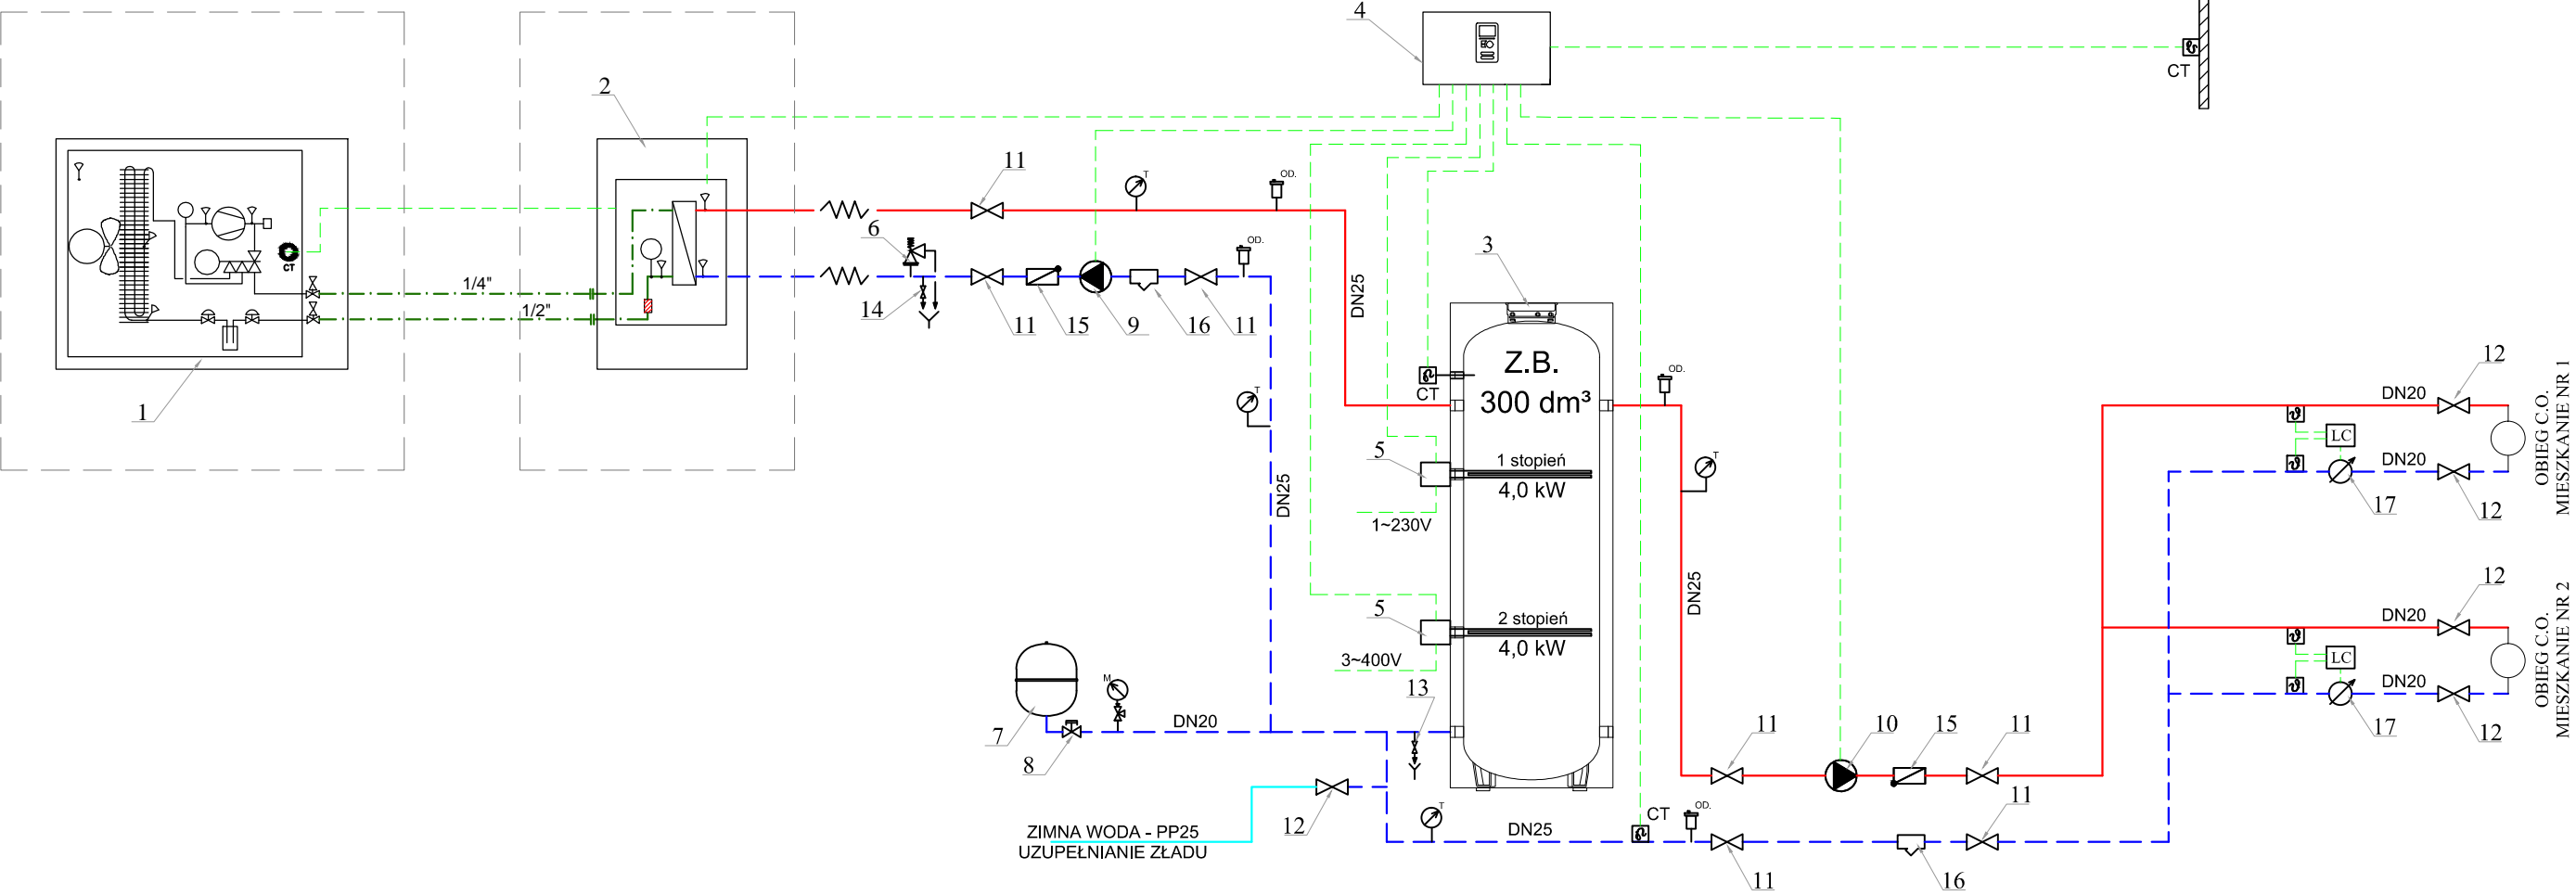 4
CT
2
11
T
OD.
6
OD.
CT
1/4"
1/2"
14
11
15
9
16
11
1
DN25
3
Z.B.
300 dm³
CT
OD.
T
T
5
1 stopień
4,0 kW
1~230V
DN25
5
2 stopień
4,0 kW
3~400V
DN25
7
8
M
DN20
13
ZIMNA WODA - PP25
UZUPEŁNIANIE ZŁADU
12
T
DN25
CT
OD.
11
10
15
11
11
16
11
DN20
12
LC
DN20
17
12
OBIEG C.O.
MIESZKANIE NR 1
DN20
12
LC
DN20
17
12
OBIEG C.O.
MIESZKANIE NR 2